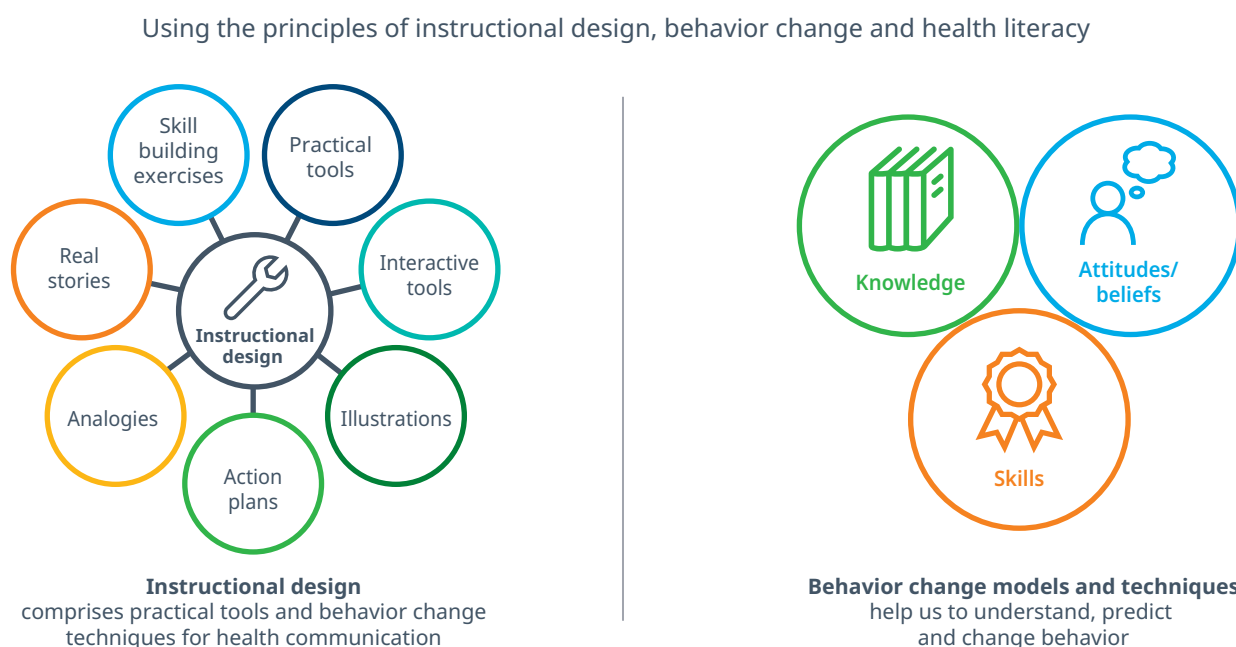 Using the principles of instructional design, behavior change and health literacy
Skill
building
exercises
Practical
tools
Real
stories
Interactive
tools
Instructional
design
Analogies
Illustrations
Action
plans
Instructional design
comprises practical tools and behavior change
techniques for health communication
Knowledge
Attitudes/
beliefs
Skills
Behavior change models and techniques
help us to understand, predict
and change behavior